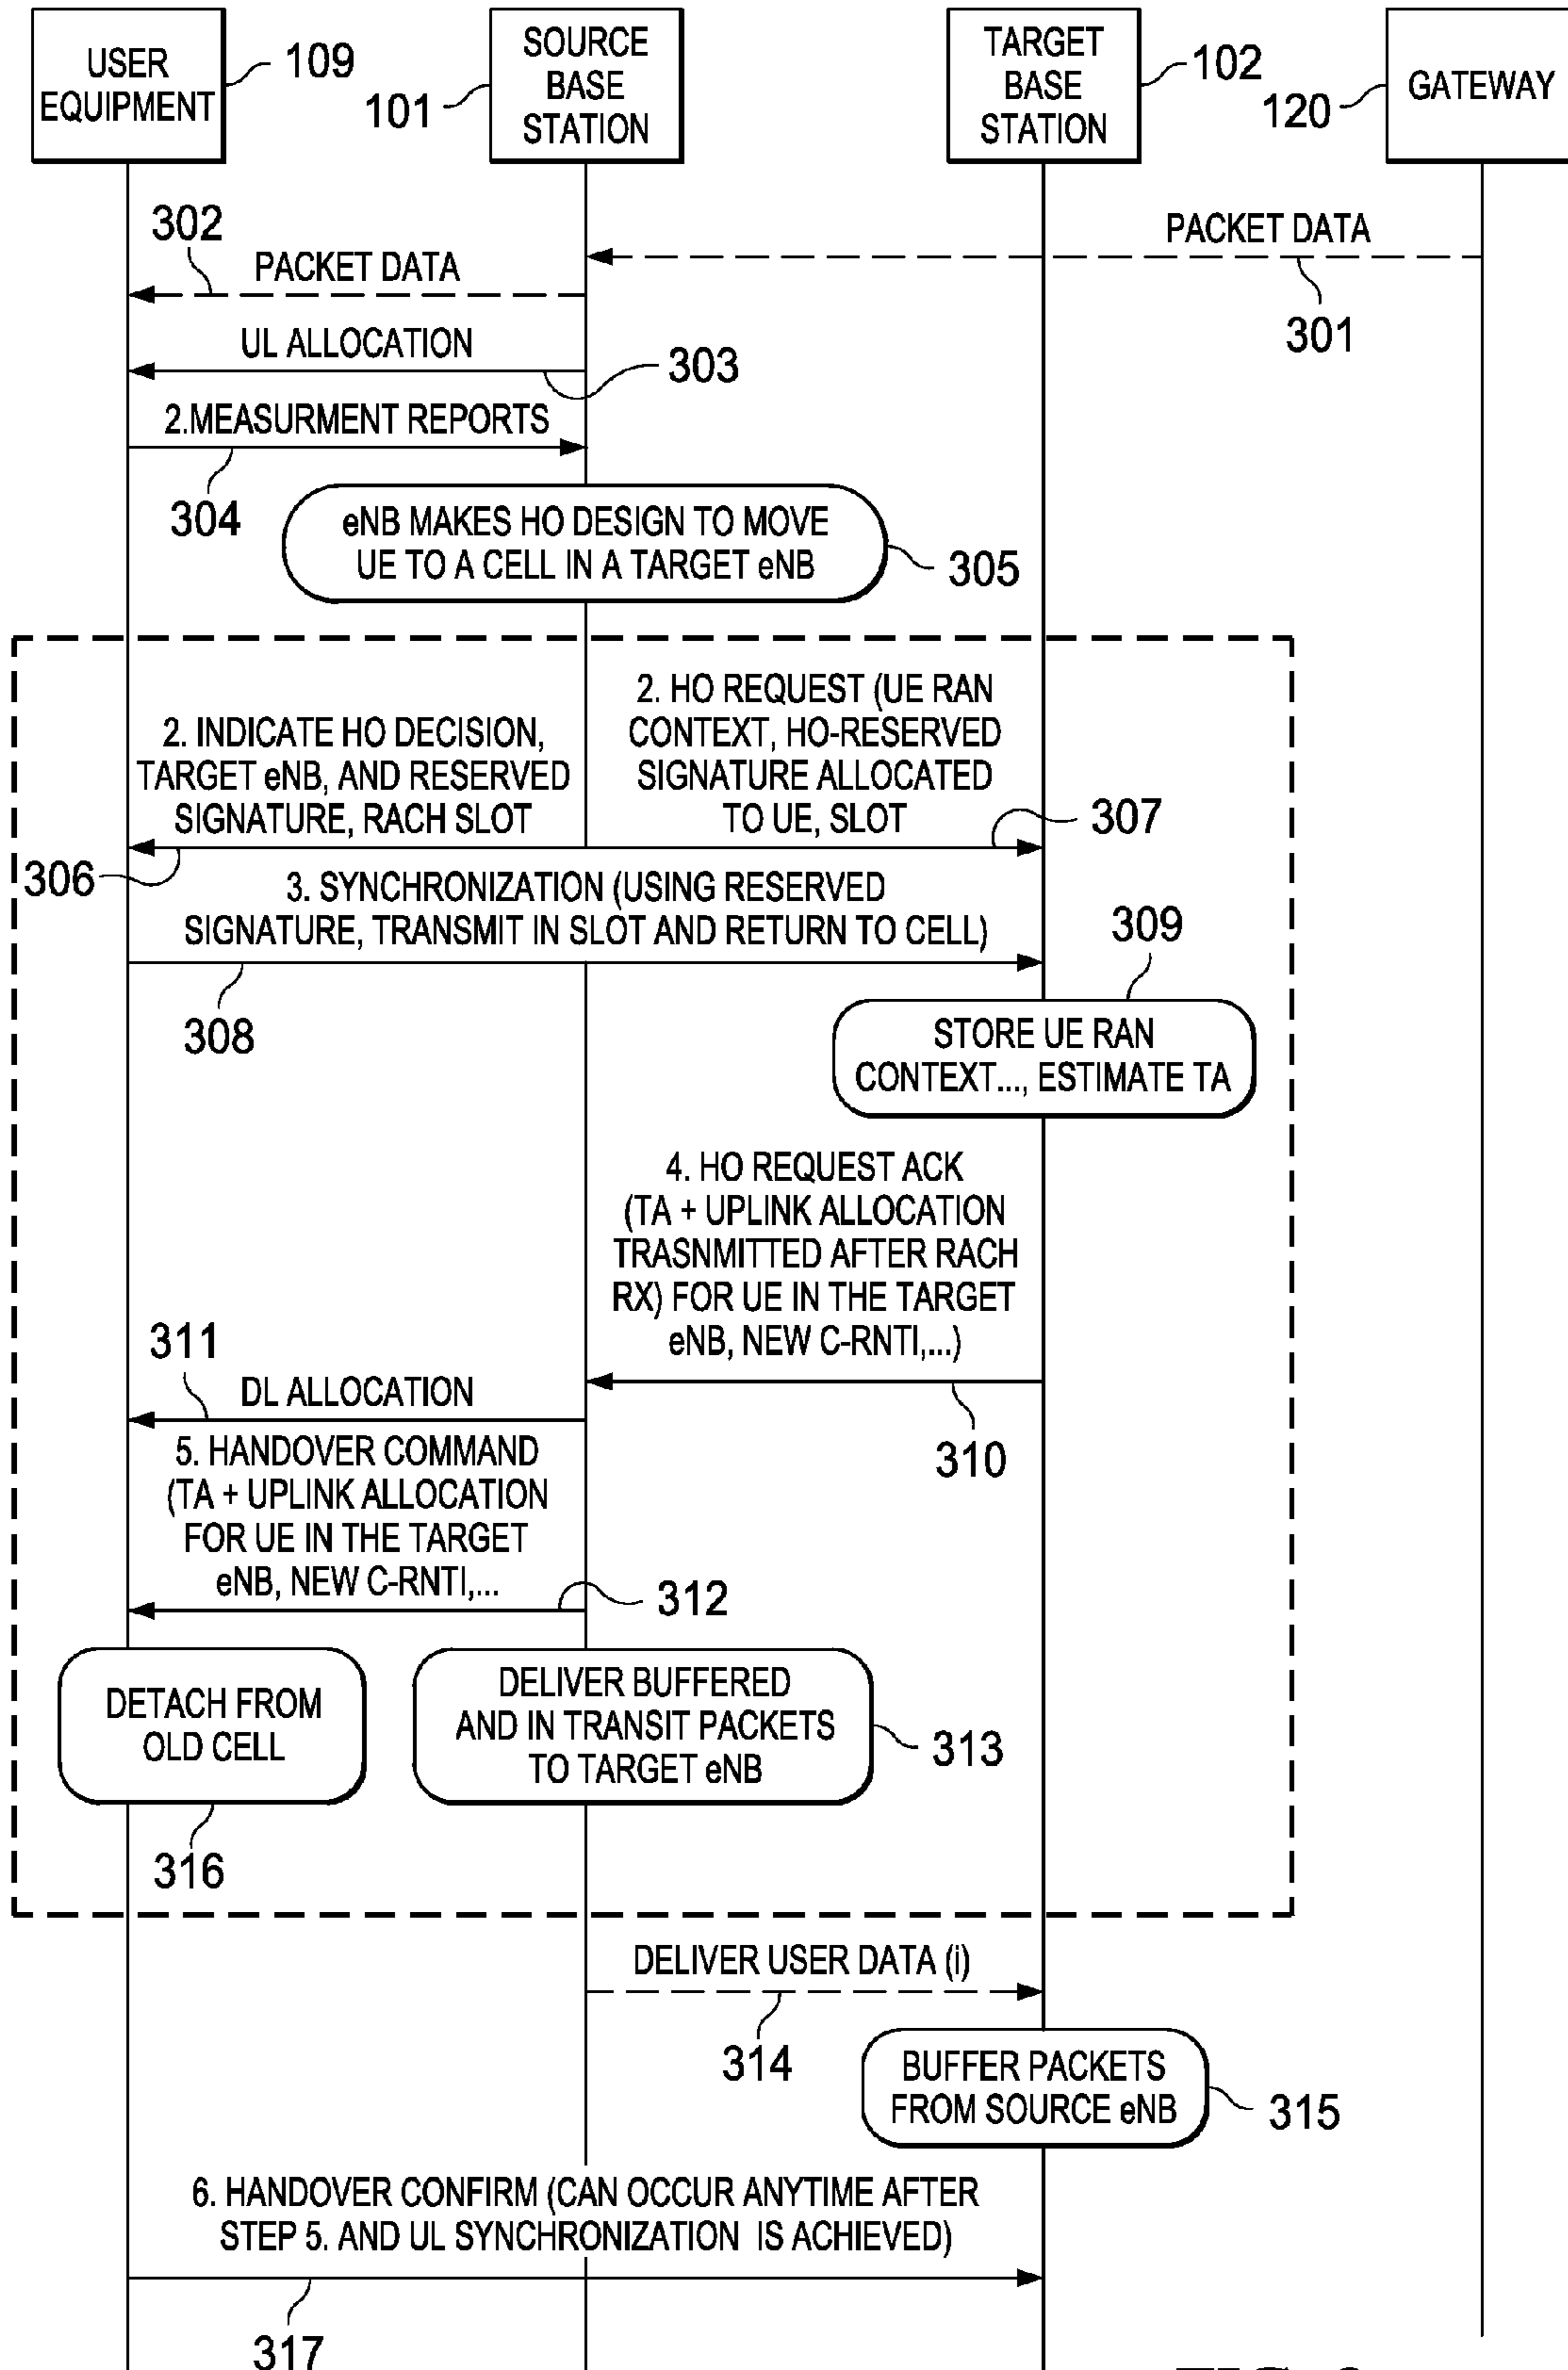 USER
EQUIPMENT
109
101
SOURCE
BASE
STATION
TARGET
BASE
STATION
102
120
GATEWAY
302
PACKET DATA
PACKET DATA
301
UL ALLOCATION
303
2.MEASURMENT REPORTS
304
eNB MAKES HO DESIGN TO MOVE
UE TO A CELL IN A TARGET eNB
305
2. INDICATE HO DECISION,
TARGET eNB, AND RESERVED
SIGNATURE, RACH SLOT
306
2. HO REQUEST (UE RAN
CONTEXT, HO-RESERVED
SIGNATURE ALLOCATED
TO UE, SLOT
307
3. SYNCHRONIZATION (USING RESERVED
SIGNATURE, TRANSMIT IN SLOT AND RETURN TO CELL)
308
309
STORE UE RAN
CONTEXT..., ESTIMATE TA
4. HO REQUEST ACK
(TA + UPLINK ALLOCATION
TRASNMITTED AFTER RACH
RX) FOR UE IN THE TARGET
eNB, NEW C-RNTI,...)
310
311
DL ALLOCATION
5. HANDOVER COMMAND
(TA + UPLINK ALLOCATION
FOR UE IN THE TARGET
eNB, NEW C-RNTI,...
312
DETACH FROM
OLD CELL
316
DELIVER BUFFERED
AND IN TRANSIT PACKETS
TO TARGET eNB
313
DELIVER USER DATA (i)
314
BUFFER PACKETS
FROM SOURCE eNB
315
6. HANDOVER CONFIRM (CAN OCCUR ANYTIME AFTER
STEP 5. AND UL SYNCHRONIZATION IS ACHIEVED)
317